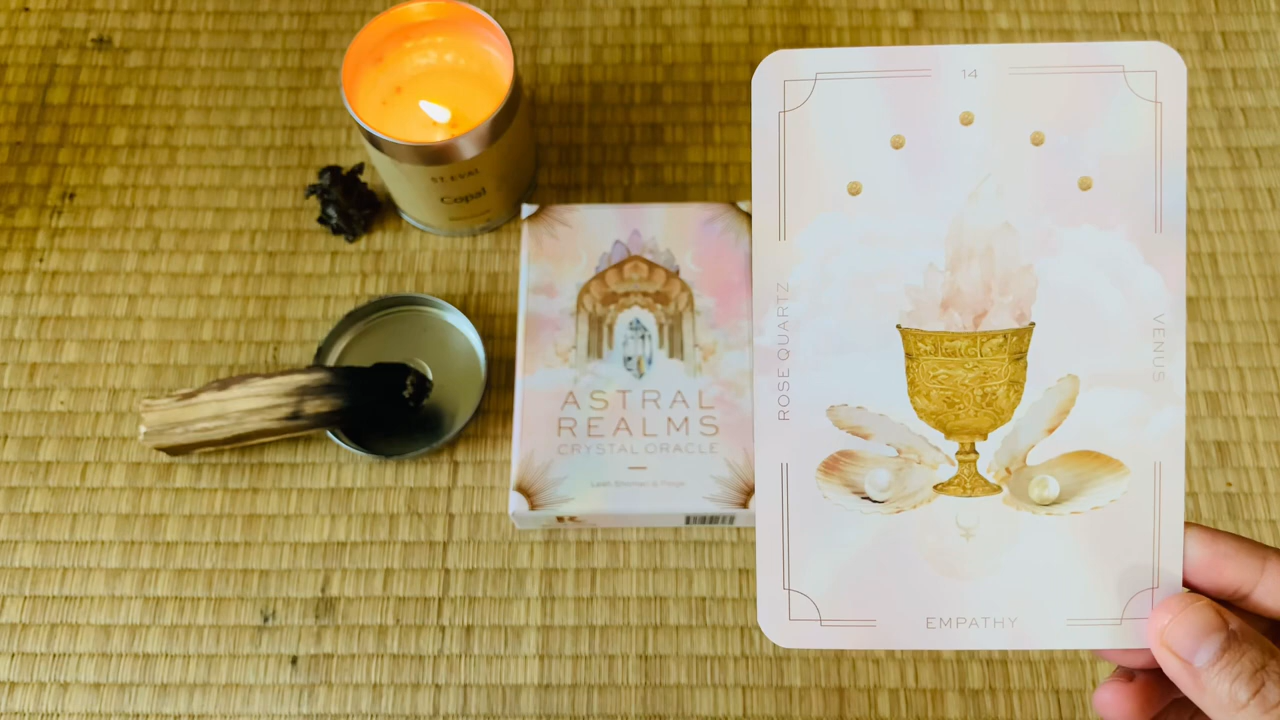 ST. EVAL
Copal
ASTRAL
REALMS
CRYSTAL ORACLE
14
ROSE QUARTZ
VENUS
EMPATHY